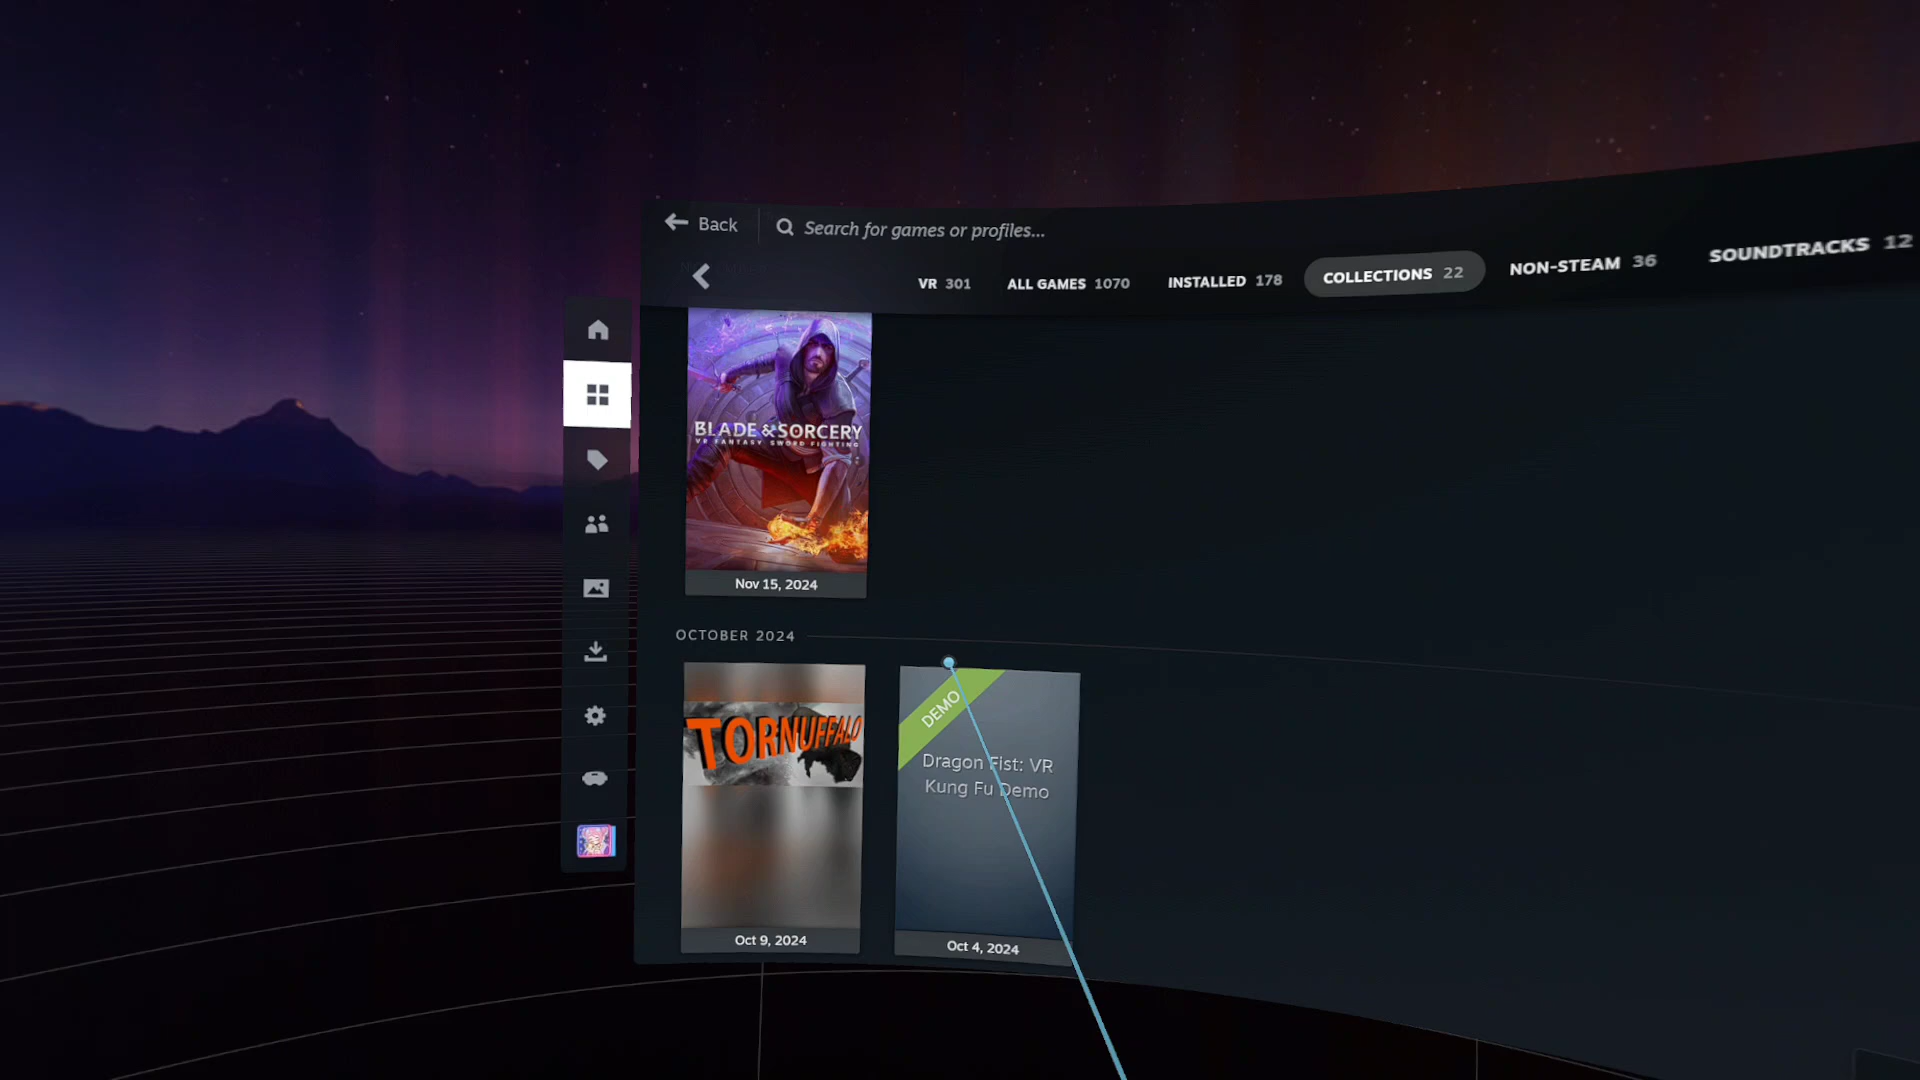 Back
Search for games or profiles...
VR 301
ALL GAMES 1070
INSTALLED 178
COLLECTIONS 22
NON-STEAM 36
SOUNDTRACKS 12
BLADE & SORCERY
VR FANTASY SWORD FIGHTING
Nov 15, 2024
OCTOBER 2024
TORNUFFALO
Oct 9, 2024
DEMO
Dragon Fist: VR
Kung Fu Demo
Oct 4, 2024